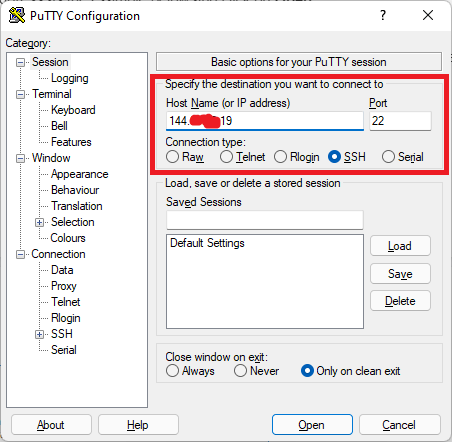 PuTTY Configuration
Category:
Session
Logging
Terminal
Keyboard
Bell
Features
Window
Appearance
Behaviour
Translation
Selection
Colours
Connection
Data
Proxy
Telnet
Rlogin
SSH
Serial
Basic options for your PuTTY session
Specify the destination you want to connect to
Host Name (or IP address) Port
144. 19 22
Connection type:
Raw Telnet Rlogin SSH Serial
Load, save or delete a stored session
Saved Sessions
Default Settings
Load
Save
Delete
Close window on exit:
Always Never Only on clean exit
About Help Open Cancel